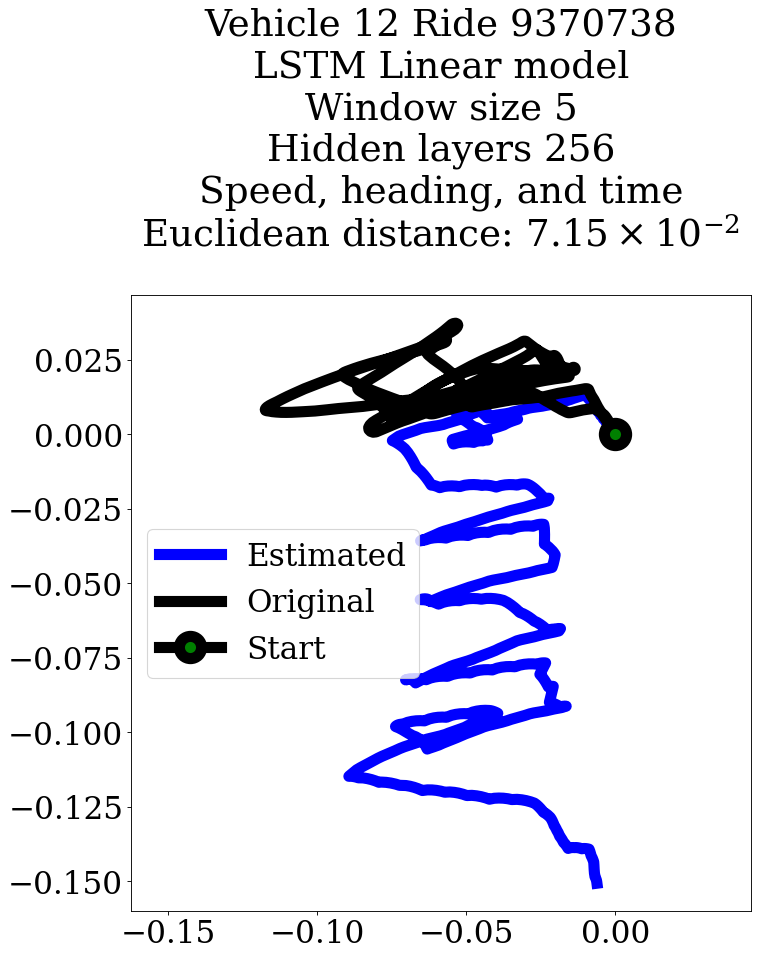 Vehicle 12 Ride 9370738
LSTM Linear model
Window size 5
Hidden layers 256
Speed, heading, and time
Euclidean distance: 7.15 × 10⁻²
0.025
0.000
−0.025
−0.050
−0.075
−0.100
−0.125
−0.150
Estimated
Original
Start
−0.15
−0.10
−0.05
0.00